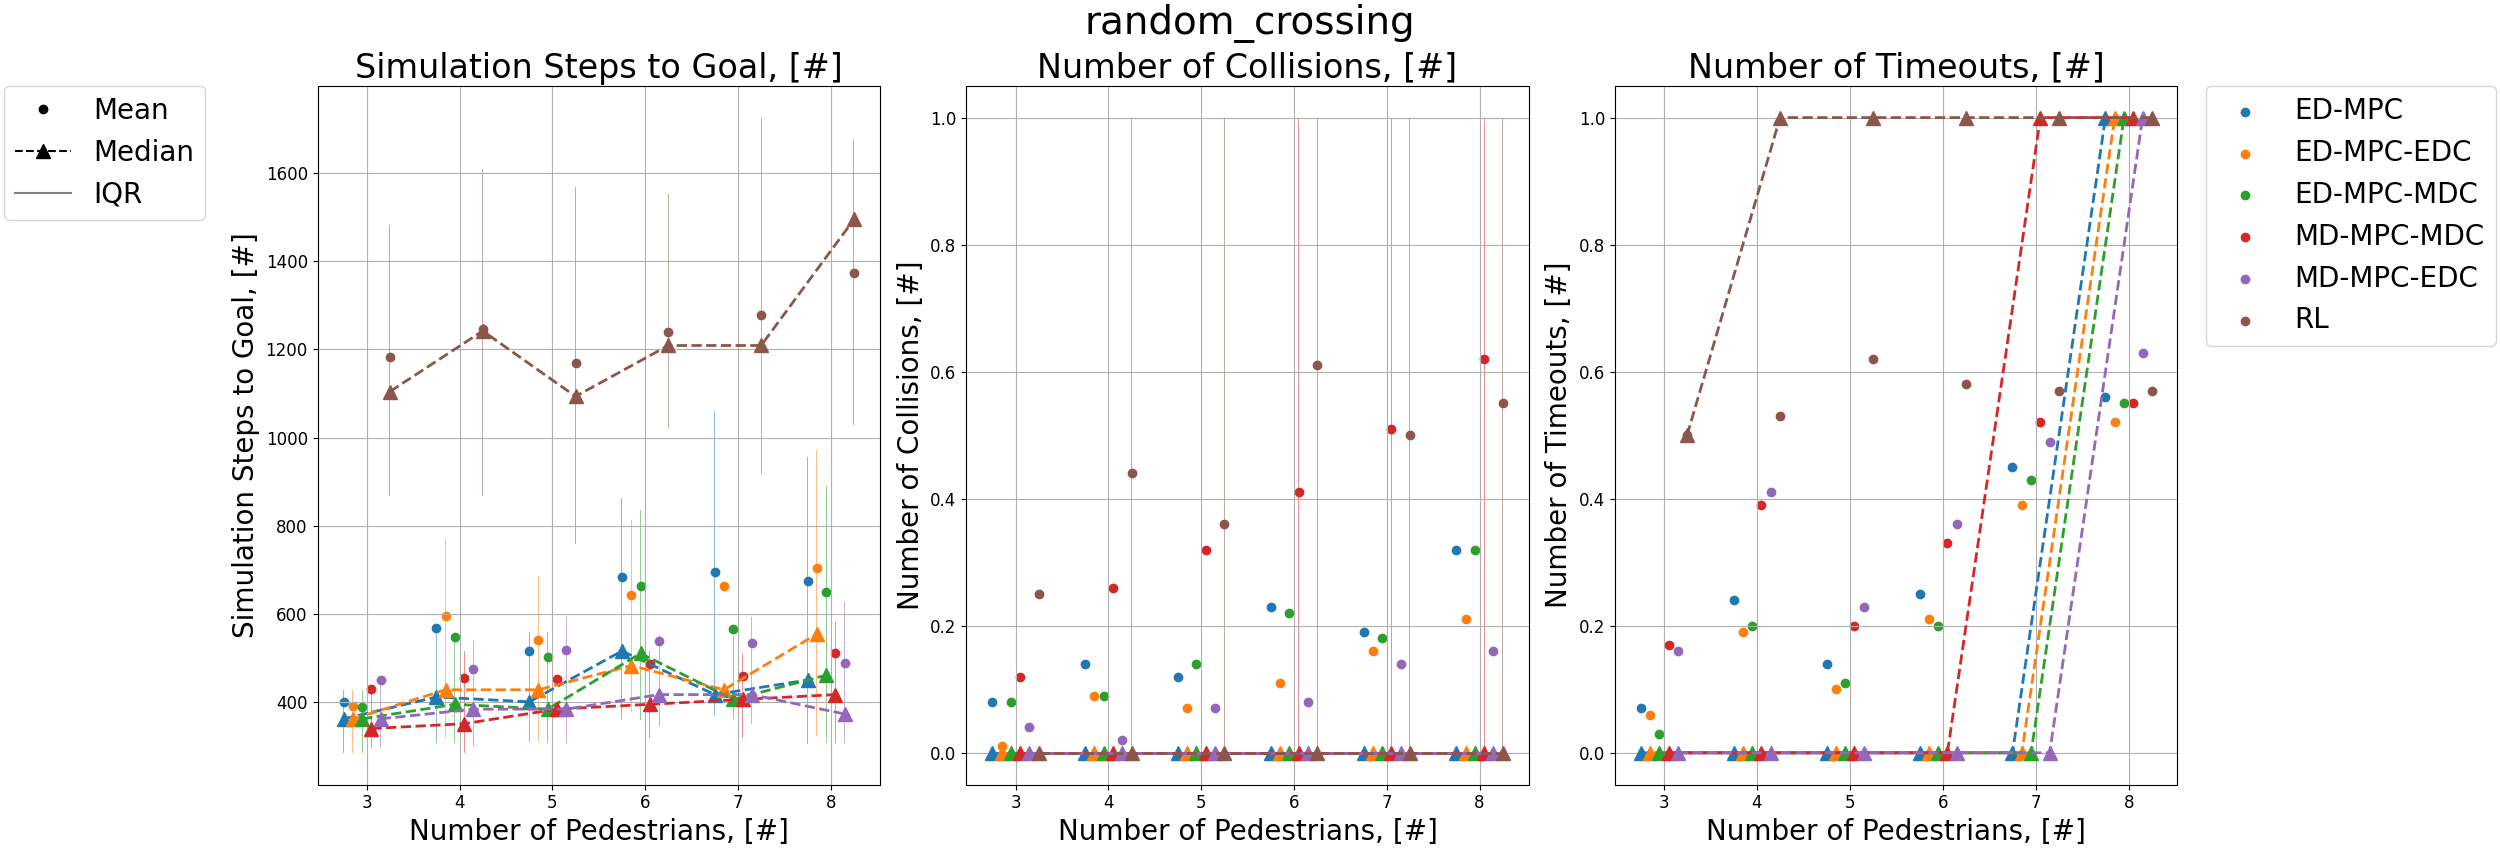 random_crossing
Simulation Steps to Goal, [#]
Number of Collisions, [#]
Number of Timeouts, [#]
Mean
Median
IQR
Simulation Steps to Goal, [#]
1600
1400
1200
1000
800
600
400
3 4 5 6 7 8
Number of Pedestrians, [#]
Number of Collisions, [#]
1.0
0.8
0.6
0.4
0.2
0.0
3 4 5 6 7 8
Number of Pedestrians, [#]
Number of Timeouts, [#]
1.0
0.8
0.6
0.4
0.2
0.0
3 4 5 6 7 8
Number of Pedestrians, [#]
ED-MPC
ED-MPC-EDC
ED-MPC-MDC
MD-MPC-MDC
MD-MPC-EDC
RL